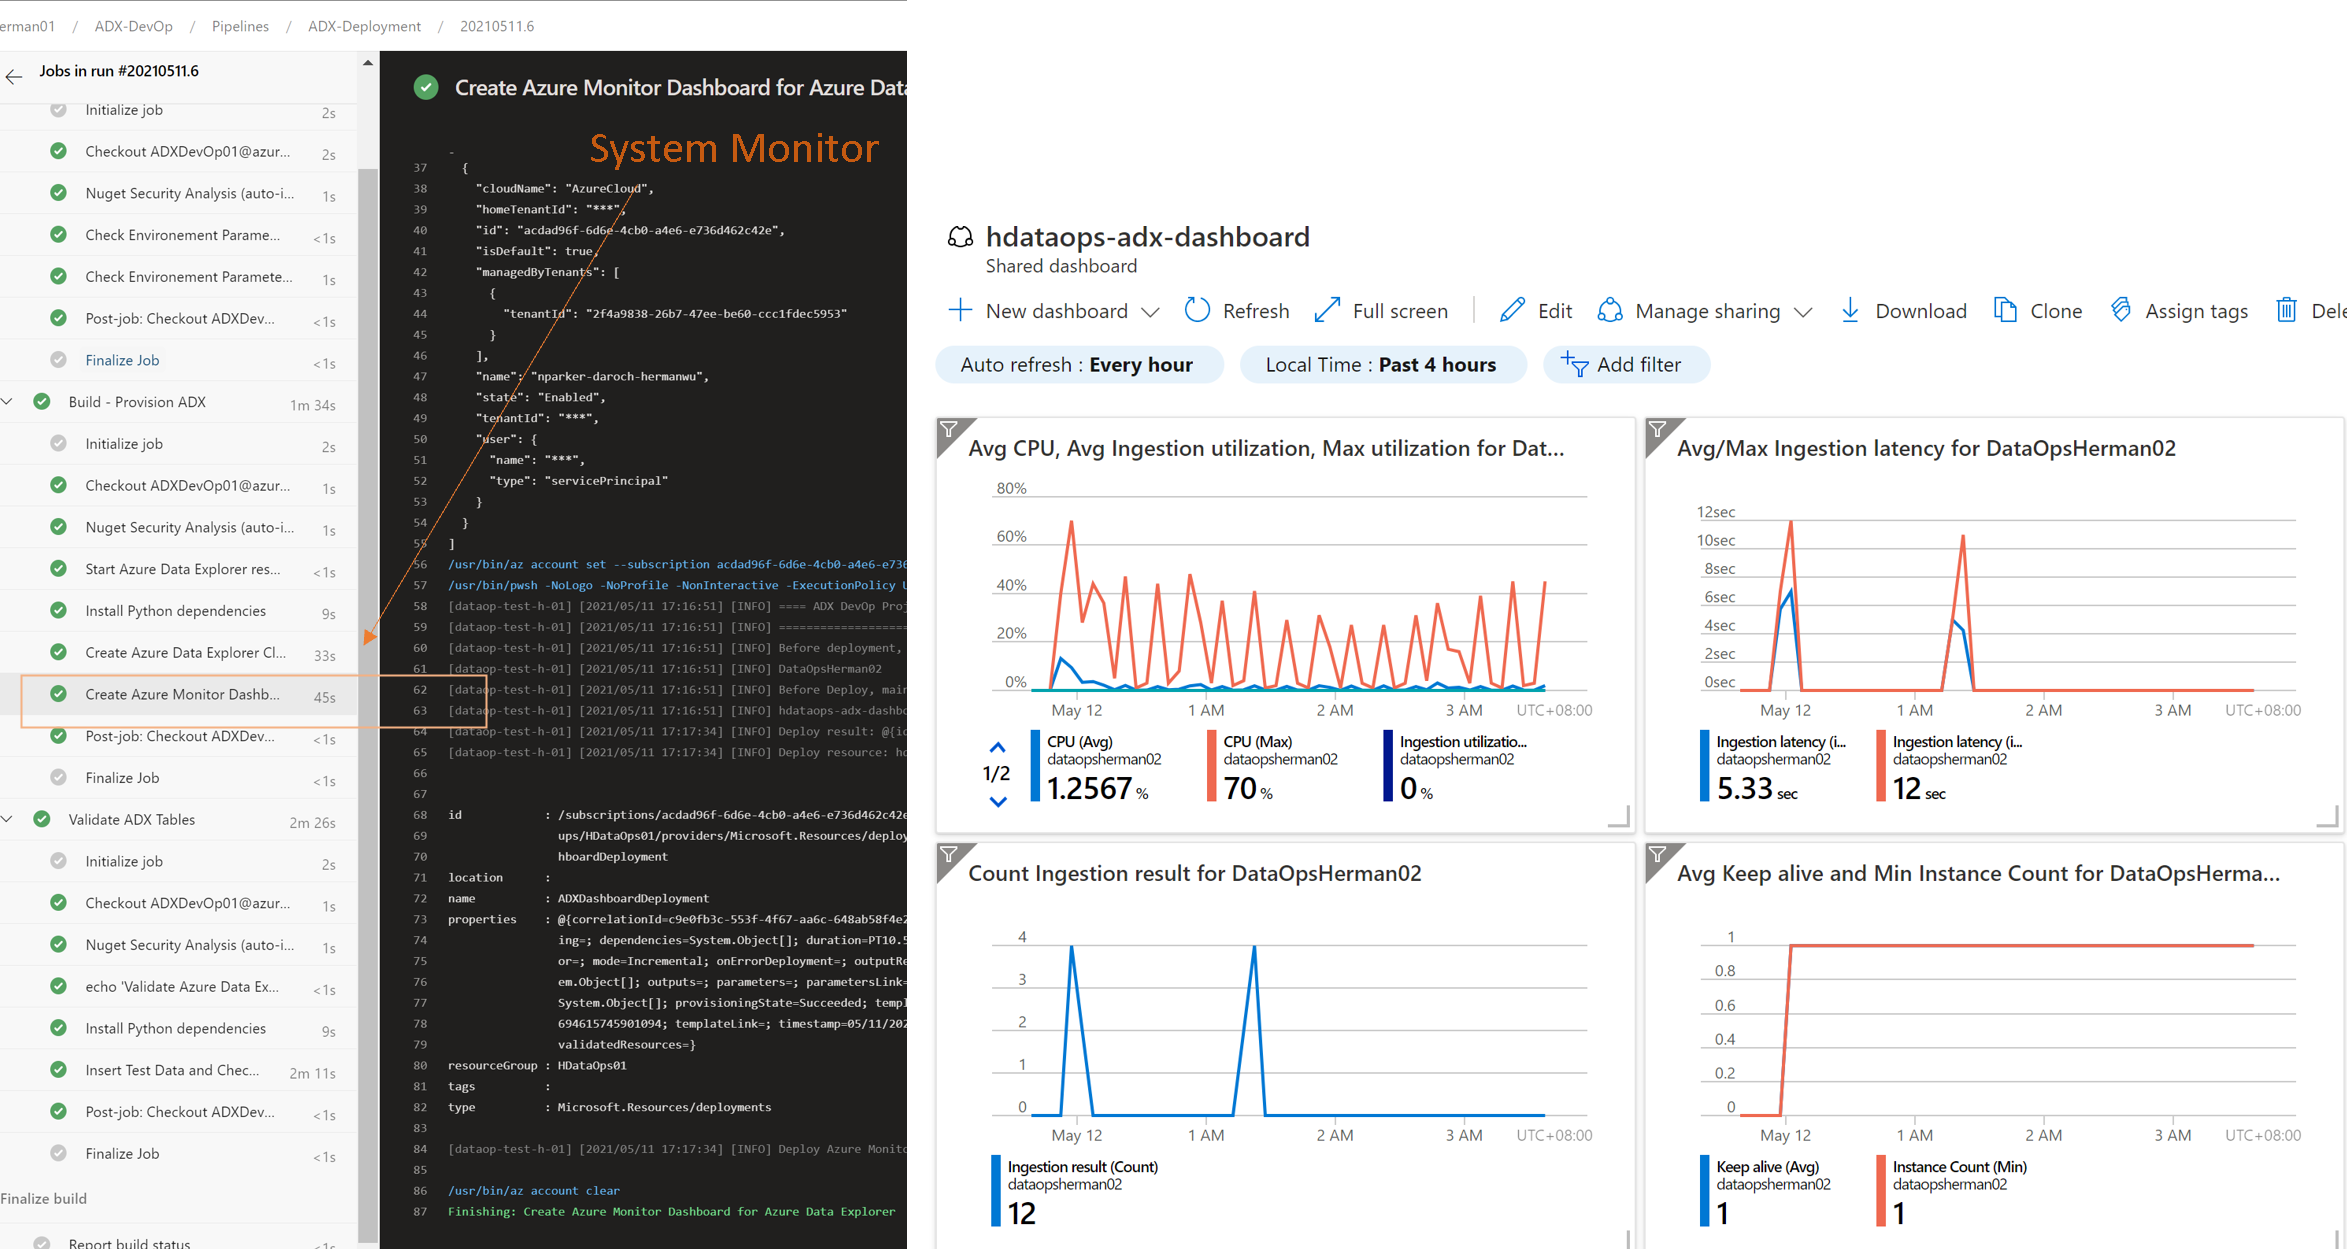 erman01 / ADX-DevOp / Pipelines / ADX-Deployment / 20210511.6
Jobs in run #20210511.6
Initialize job 2s
Checkout ADXDevOp01@azur... 2s
Nuget Security Analysis (auto-i... 1s
Check Environement Parame... <1s
Check Environement Paramete... 1s
Post-job: Checkout ADXDev... <1s
Finalize Job <1s
Build - Provision ADX 1m 34s
Initialize job 2s
Checkout ADXDevOp01@azur... 1s
Nuget Security Analysis (auto-i... 1s
Start Azure Data Explorer res... <1s
Install Python dependencies 9s
Create Azure Data Explorer Cl... 33s
Create Azure Monitor Dashb... 45s
Post-job: Checkout ADXDev... <1s
Finalize Job <1s
Validate ADX Tables 2m 26s
Initialize job 2s
Checkout ADXDevOp01@azur... 1s
Nuget Security Analysis (auto-i... 1s
echo 'Validate Azure Data Ex... <1s
Install Python dependencies 9s
Insert Test Data and Chec... 2m 11s
Post-job: Checkout ADXDev... <1s
Finalize Job <1s
Finalize build
Report build status <1s
Create Azure Monitor Dashboard for Azure Data
System Monitor
37 {
38 "cloudName": "AzureCloud",
39 "homeTenantId": "***",
40 "id": "acdad96f-6d6e-4cb0-a4e6-e736d462c42e",
41 "isDefault": true,
42 "managedByTenants": [
43 {
44 "tenantId": "2f4a9838-26b7-47ee-be60-ccc1fdec5953"
45 }
46 ],
47 "name": "nparker-daroch-hermanwu",
48 "state": "Enabled",
49 "tenantId": "***",
50 "user": {
51 "name": "***",
52 "type": "servicePrincipal"
53 }
54 }
55 ]
56 /usr/bin/az account set --subscription acdad96f-6d6e-4cb0-a4e6-e736
57 /usr/bin/pwsh -NoLogo -NoProfile -NonInteractive -ExecutionPolicy U
58 [dataop-test-h-01] [2021/05/11 17:16:51] [INFO] ==== ADX DevOp Proj
59 [dataop-test-h-01] [2021/05/11 17:16:51] [INFO] ====================
60 [dataop-test-h-01] [2021/05/11 17:16:51] [INFO] Before deployment,
61 [dataop-test-h-01] [2021/05/11 17:16:51] [INFO] DataOpsHerman02
62 [dataop-test-h-01] [2021/05/11 17:16:51] [INFO] Before Deploy, main
63 [dataop-test-h-01] [2021/05/11 17:16:51] [INFO] hdataops-adx-dashbo
64 [dataop-test-h-01] [2021/05/11 17:17:34] [INFO] Deploy result: @{id
65 [dataop-test-h-01] [2021/05/11 17:17:34] [INFO] Deploy resource: hd
66
67
68 id : /subscriptions/acdad96f-6d6e-4cb0-a4e6-e736d462c42e
69 ups/HDataOps01/providers/Microsoft.Resources/deploy
70 hboardDeployment
71 location :
72 name : ADXDashboardDeployment
73 properties : @{correlationId=c9e0fb3c-553f-4f67-aa6c-648ab58f4e2
74 ing=; dependencies=System.Object[]; duration=PT10.5
75 or=; mode=Incremental; onErrorDeployment=; outputRe
76 em.Object[]; outputs=; parameters=; parametersLink=
77 System.Object[]; provisioningState=Succeeded; templ
78 694615745901094; templateLink=; timestamp=05/11/202
79 validatedResources=}
80 resourceGroup : HDataOps01
81 tags :
82 type : Microsoft.Resources/deployments
83
84 [dataop-test-h-01] [2021/05/11 17:17:34] [INFO] Deploy Azure Monito
85
86 /usr/bin/az account clear
87 Finishing: Create Azure Monitor Dashboard for Azure Data Explorer
hdataops-adx-dashboard
Shared dashboard
New dashboard Refresh Full screen Edit Manage sharing Download Clone Assign tags Dele
Auto refresh : Every hour Local Time : Past 4 hours Add filter
Avg CPU, Avg Ingestion utilization, Max utilization for Dat...
80%
60%
40%
20%
0%
May 12 1 AM 2 AM 3 AM UTC+08:00
1/2
CPU (Avg) CPU (Max) Ingestion utilizatio...
dataopsherman02 dataopsherman02 dataopsherman02
1.2567 % 70 % 0 %
Avg/Max Ingestion latency for DataOpsHerman02
12sec
10sec
8sec
6sec
4sec
2sec
0sec
May 12 1 AM 2 AM 3 AM UTC+08:00
Ingestion latency (i... Ingestion latency (i...
dataopsherman02 dataopsherman02
5.33 sec 12 sec
Count Ingestion result for DataOpsHerman02
4
3
2
1
0
May 12 1 AM 2 AM 3 AM UTC+08:00
Ingestion result (Count)
dataopsherman02
12
Avg Keep alive and Min Instance Count for DataOpsHerma...
1
0.8
0.6
0.4
0.2
0
May 12 1 AM 2 AM 3 AM UTC+08:00
Keep alive (Avg) Instance Count (Min)
dataopsherman02 dataopsherman02
1 1